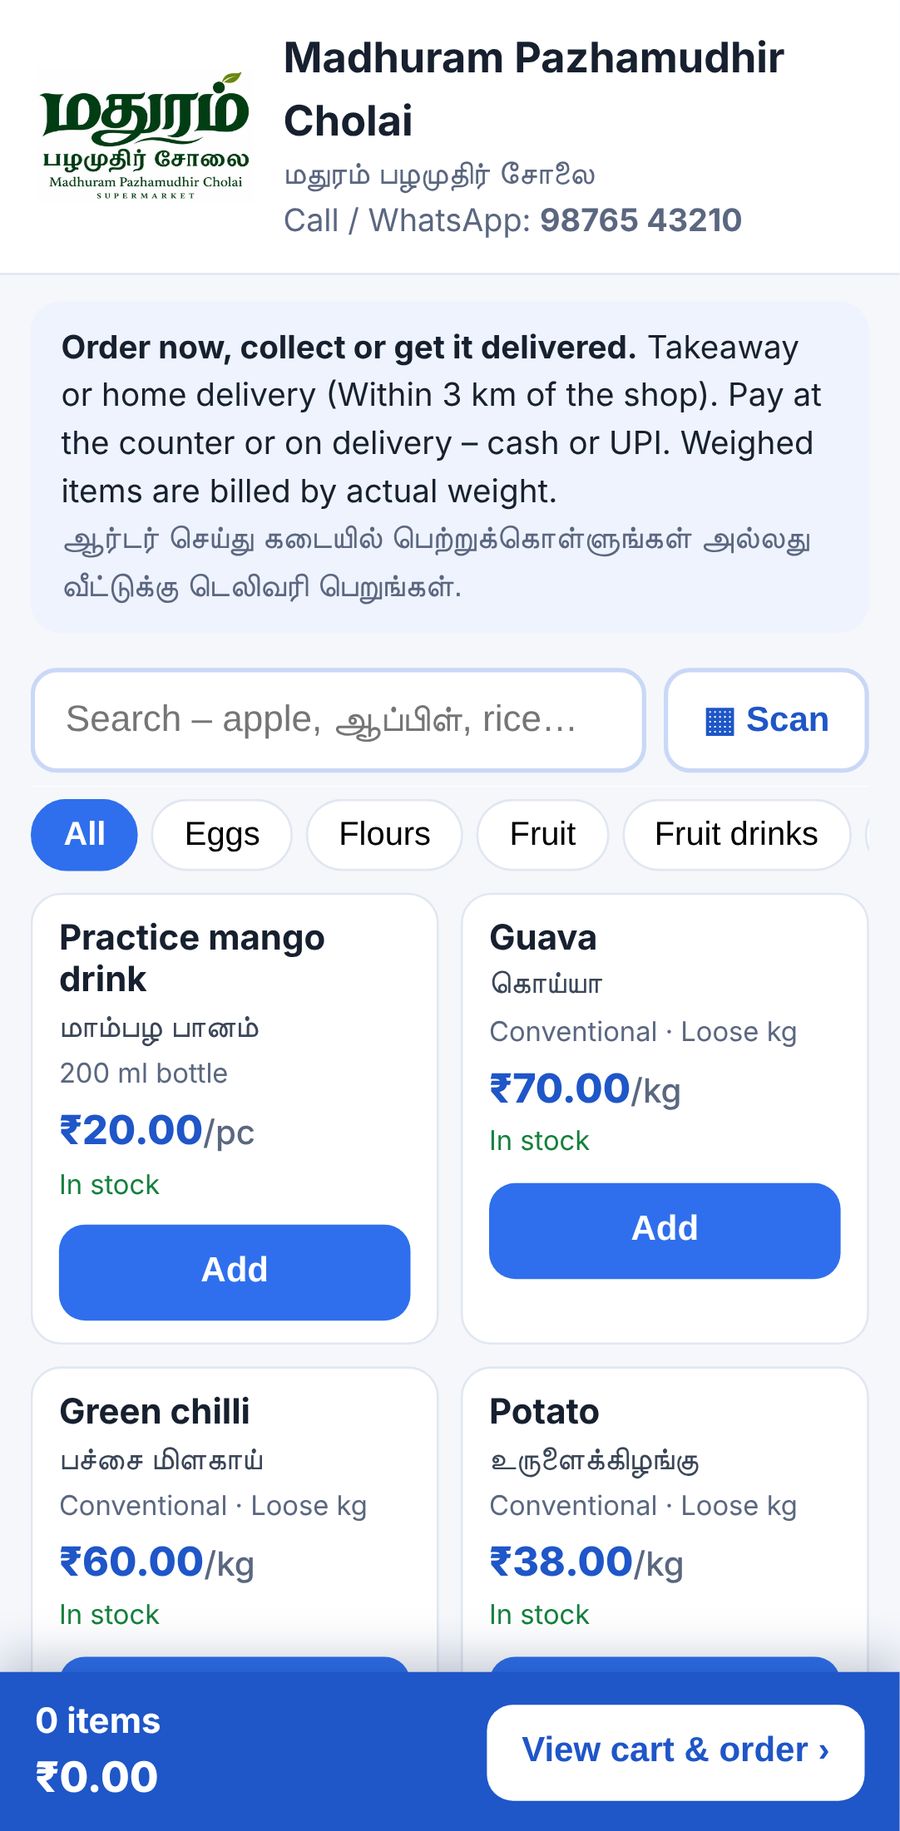 மதுரம்
பழமுதிர் சோலை
Madhuram Pazhamudhir Cholai
SUPERMARKET
Madhuram Pazhamudhir
Cholai
மதுரம் பழமுதிர் சோலை
Call / WhatsApp: 98765 43210
Order now, collect or get it delivered. Takeaway
or home delivery (Within 3 km of the shop). Pay at
the counter or on delivery – cash or UPI. Weighed
items are billed by actual weight.
ஆர்டர் செய்து கடையில் பெற்றுக்கொள்ளுங்கள் அல்லது
வீட்டுக்கு டெலிவரி பெறுங்கள்.
Search – apple, ஆப்பிள், rice…
▦ Scan
All Eggs Flours Fruit Fruit drinks
Practice mango
drink
மாம்பழ பானம்
200 ml bottle
₹20.00/pc
In stock
Add
Guava
கொய்யா
Conventional · Loose kg
₹70.00/kg
In stock
Add
Green chilli
பச்சை மிளகாய்
Conventional · Loose kg
₹60.00/kg
In stock
Potato
உருளைக்கிழங்கு
Conventional · Loose kg
₹38.00/kg
In stock
0 items
₹0.00
View cart & order ›